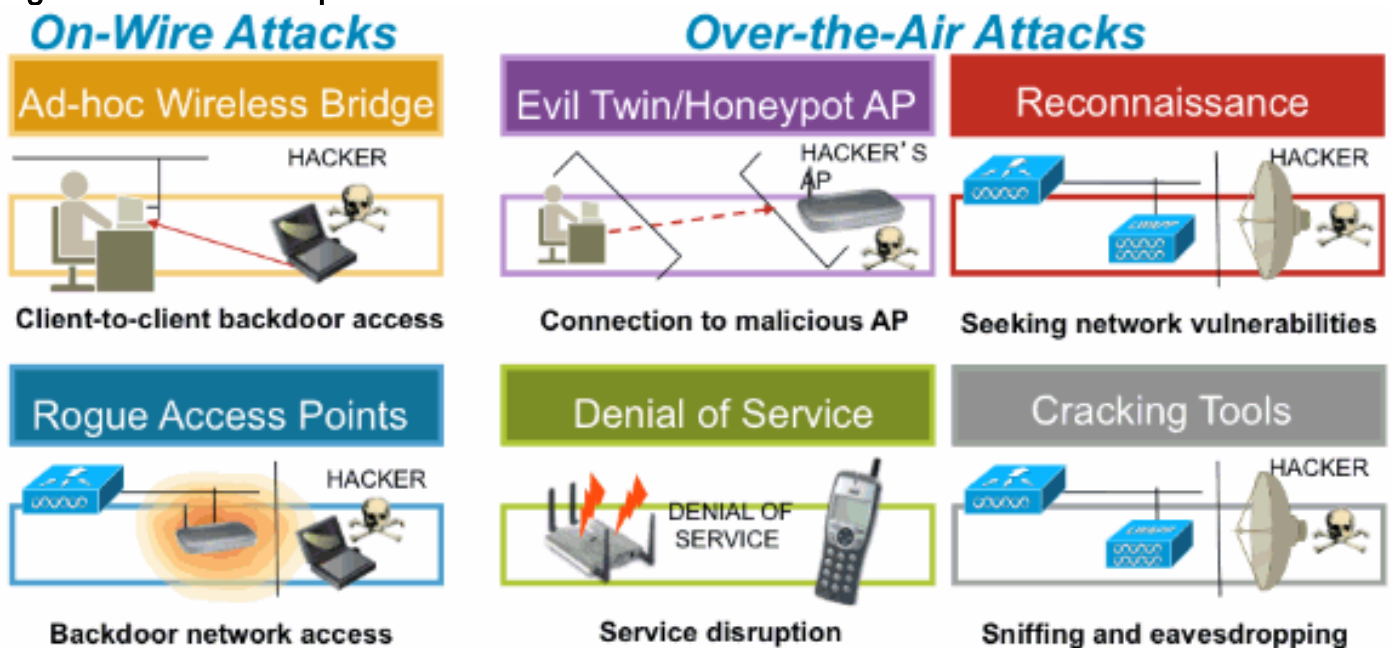 On-Wire Attacks
Over-the-Air Attacks
Ad-hoc Wireless Bridge
HACKER
Client-to-client backdoor access
Evil Twin/Honeypot AP
HACKER'S
AP
Connection to malicious AP
Reconnaissance
HACKER
LWAPP
Seeking network vulnerabilities
Rogue Access Points
HACKER
Backdoor network access
Denial of Service
DENIAL OF
SERVICE
Service disruption
Cracking Tools
HACKER
LWAPP
Sniffing and eavesdropping